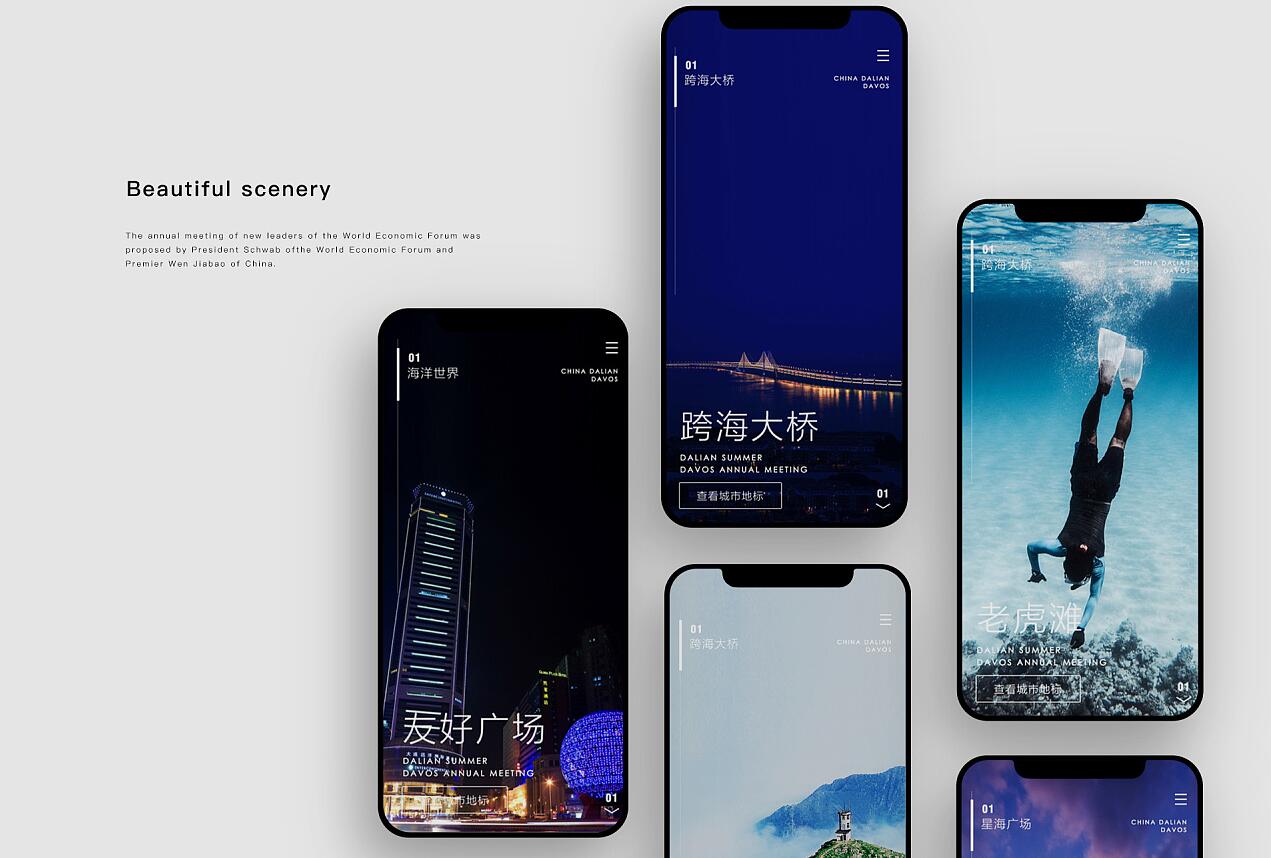 Beautiful scenery
The annual meeting of new leaders of the World Economic Forum was
proposed by President Schwab ofthe World Economic Forum and
Premier Wen Jiabao of China.
01
海洋世界
CHINA DALIAN
DAVOS
友好广场
DALIAN SUMMER
DAVOS ANNUAL MEETING
城市地标
01
01
跨海大桥
CHINA DALIAN
DAVOS
跨海大桥
DALIAN SUMMER
DAVOS ANNUAL MEETING
查看城市地标
01
01
跨海大桥
CHINA DALIAN
DAVOS
01
跨海大桥
CHINA DALIAN
DAVOS
老虎滩
DALIAN SUMMER
DAVOS ANNUAL MEETING
查看城市地标
01
01
星海广场
CHINA DALIAN
DAVOS